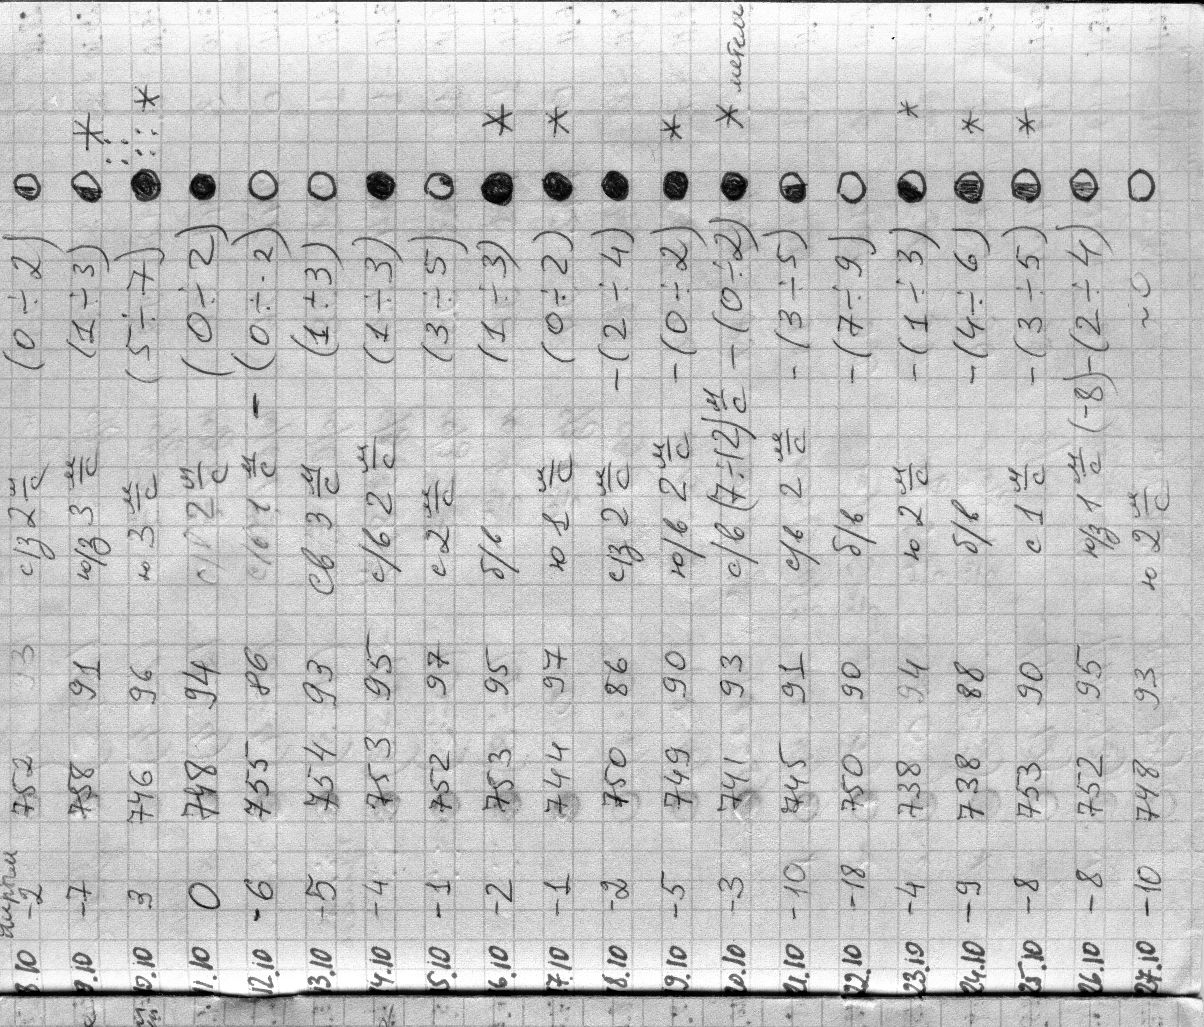 8.10 -2 752 93 с/з 2 м/с (0 ÷ 2)
9.10 -7 758 91 ю/з 3 м/с (1 ÷ 3)
10.10 3 746 96 ю 3 м/с (5 ÷ 7)
11.10 0 748 94 2 м/с (0 ÷ 2)
12.10 -6 755 86 1 м/с -(0 ÷ 2)
13.10 -5 754 93 СВ 3 м/с (1 ÷ 3)
14.10 -4 753 95 с/в 2 м/с (1 ÷ 3)
15.10 -1 752 97 с 2 м/с (3 ÷ 5)
16.10 -2 753 95 б/в (1 ÷ 3) *
17.10 -1 744 97 ю 1 м/с (0 ÷ 2) *
18.10 -2 750 86 с/з 2 м/с -(2 ÷ 4)
19.10 -5 749 90 ю/в 2 м/с -(0 ÷ 2) *
20.10 -3 741 93 с/в (7 ÷ 12) м/с -(0 ÷ 2) * метель
21.10 -10 745 91 с/в 2 м/с -(3 ÷ 5)
22.10 -18 750 90 б/в -(7 ÷ 9)
23.10 -4 738 94 ю 2 м/с -(1 ÷ 3) *
24.10 -9 738 88 б/в -(4 ÷ 6) *
25.10 -8 753 90 с 1 м/с -(3 ÷ 5) *
26.10 -8 752 95 ю/з 1 м/с (-8) -(2 ÷ 4)
27.10 -10 748 93 ю 2 м/с ~0